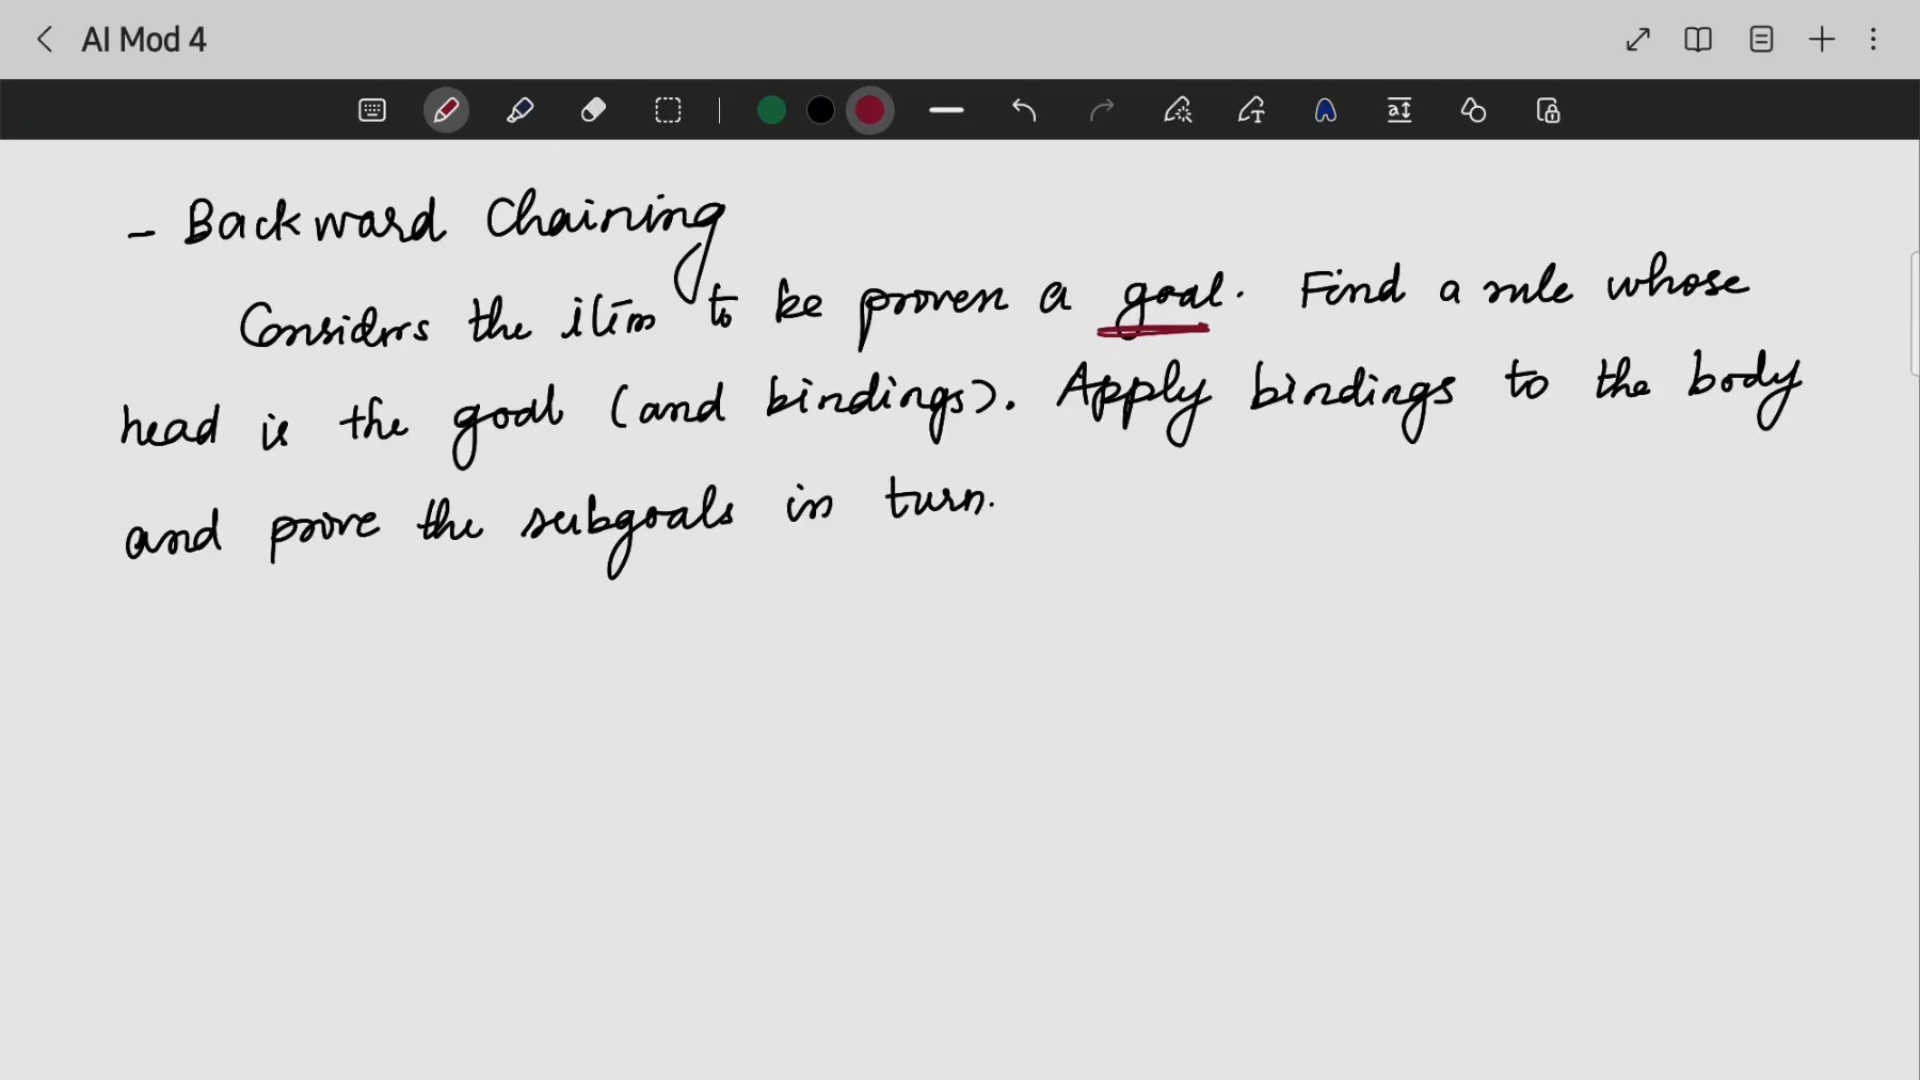 AI Mod 4
- Backward Chaining
Considers the item to be proven a goal. Find a rule whose
head is the goal (and bindings). Apply bindings to the body
and prove the subgoals in turn.